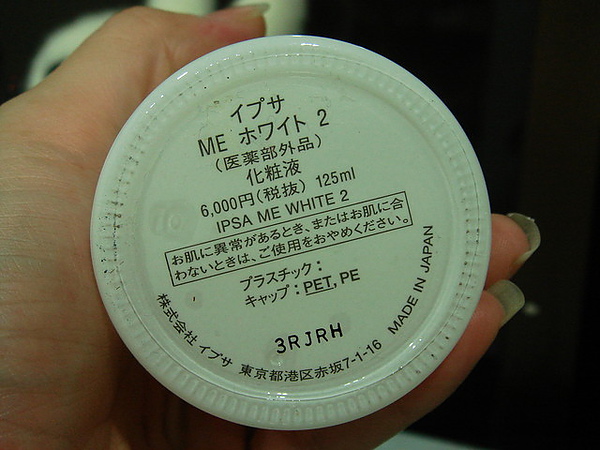 イプサ
ME ホワイト 2
(医薬部外品)
化粧液
6,000円(税抜) 125ml
IPSA ME WHITE 2
お肌に異常があるとき、またはお肌に合
わないときは、ご使用をおやめください。
プラスチック:
キャップ:PET, PE
3RJRH
株式会社 イプサ 東京都港区赤坂7-1-16 MADE IN JAPAN